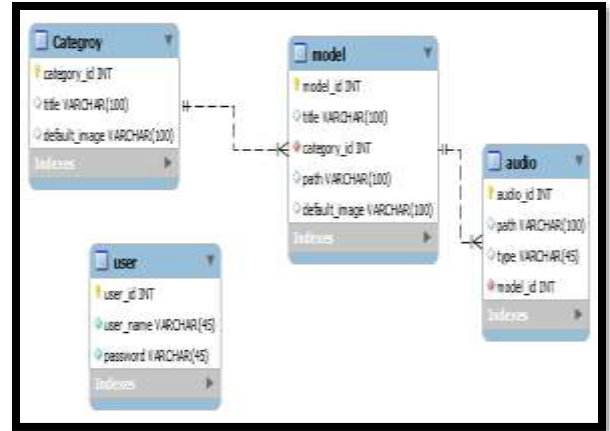 Categroy
category_id INT
title VARCHAR(100)
default_image VARCHAR(100)
Indexes
model
model_id INT
title VARCHAR(100)
category_id INT
path VARCHAR(100)
default_image VARCHAR(100)
Indexes
audio
audio_id INT
path VARCHAR(100)
type VARCHAR(45)
model_id INT
Indexes
user
user_id INT
user_name VARCHAR(45)
password VARCHAR(45)
Indexes